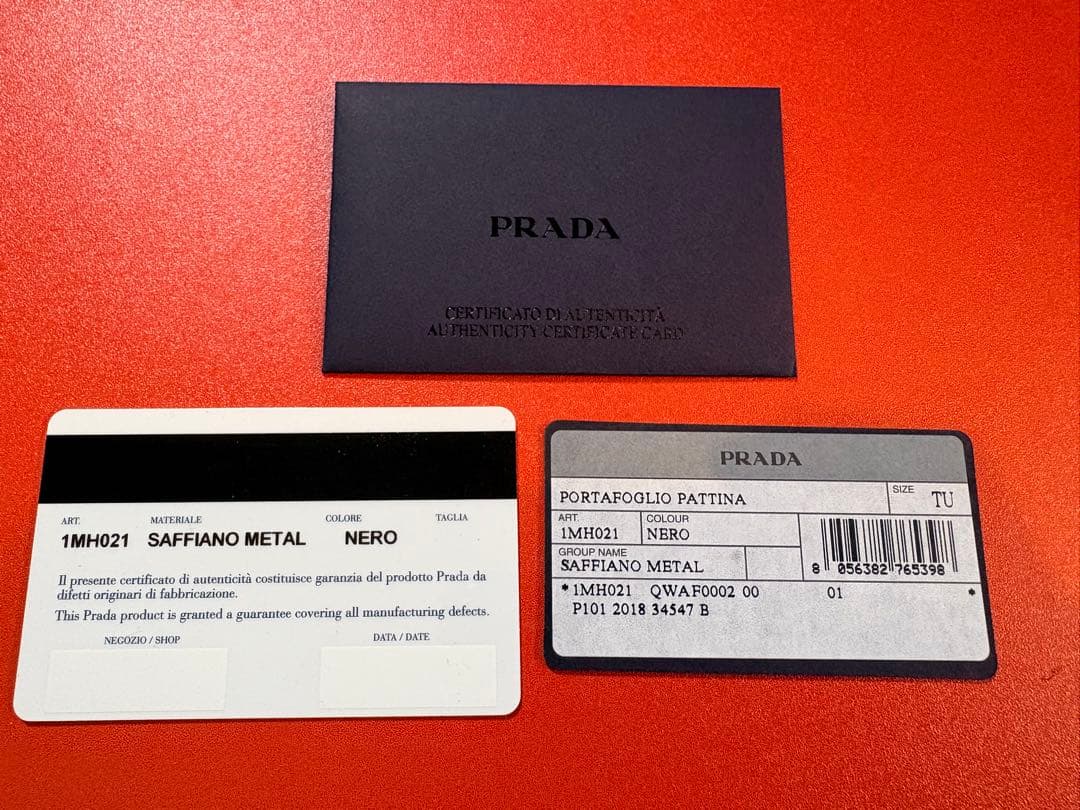 PRADA
CERTIFICATO DI AUTENTICITÀ
AUTHENTICITY CERTIFICATE CARD
ART. MATERIALE COLORE TAGLIA
1MH021 SAFFIANO METAL NERO
Il presente certificato di autenticità costituisce garanzia del prodotto Prada da
difetti originari di fabbricazione.
This Prada product is granted a guarantee covering all manufacturing defects.
NEGOZIO / SHOP DATA / DATE
PRADA
PORTAFOGLIO PATTINA SIZE TU
ART. COLOUR
1MH021 NERO
GROUP NAME
SAFFIANO METAL
8 056382 765398
*1MH021 QWAF0002 00 01 *
P101 2018 34547 B